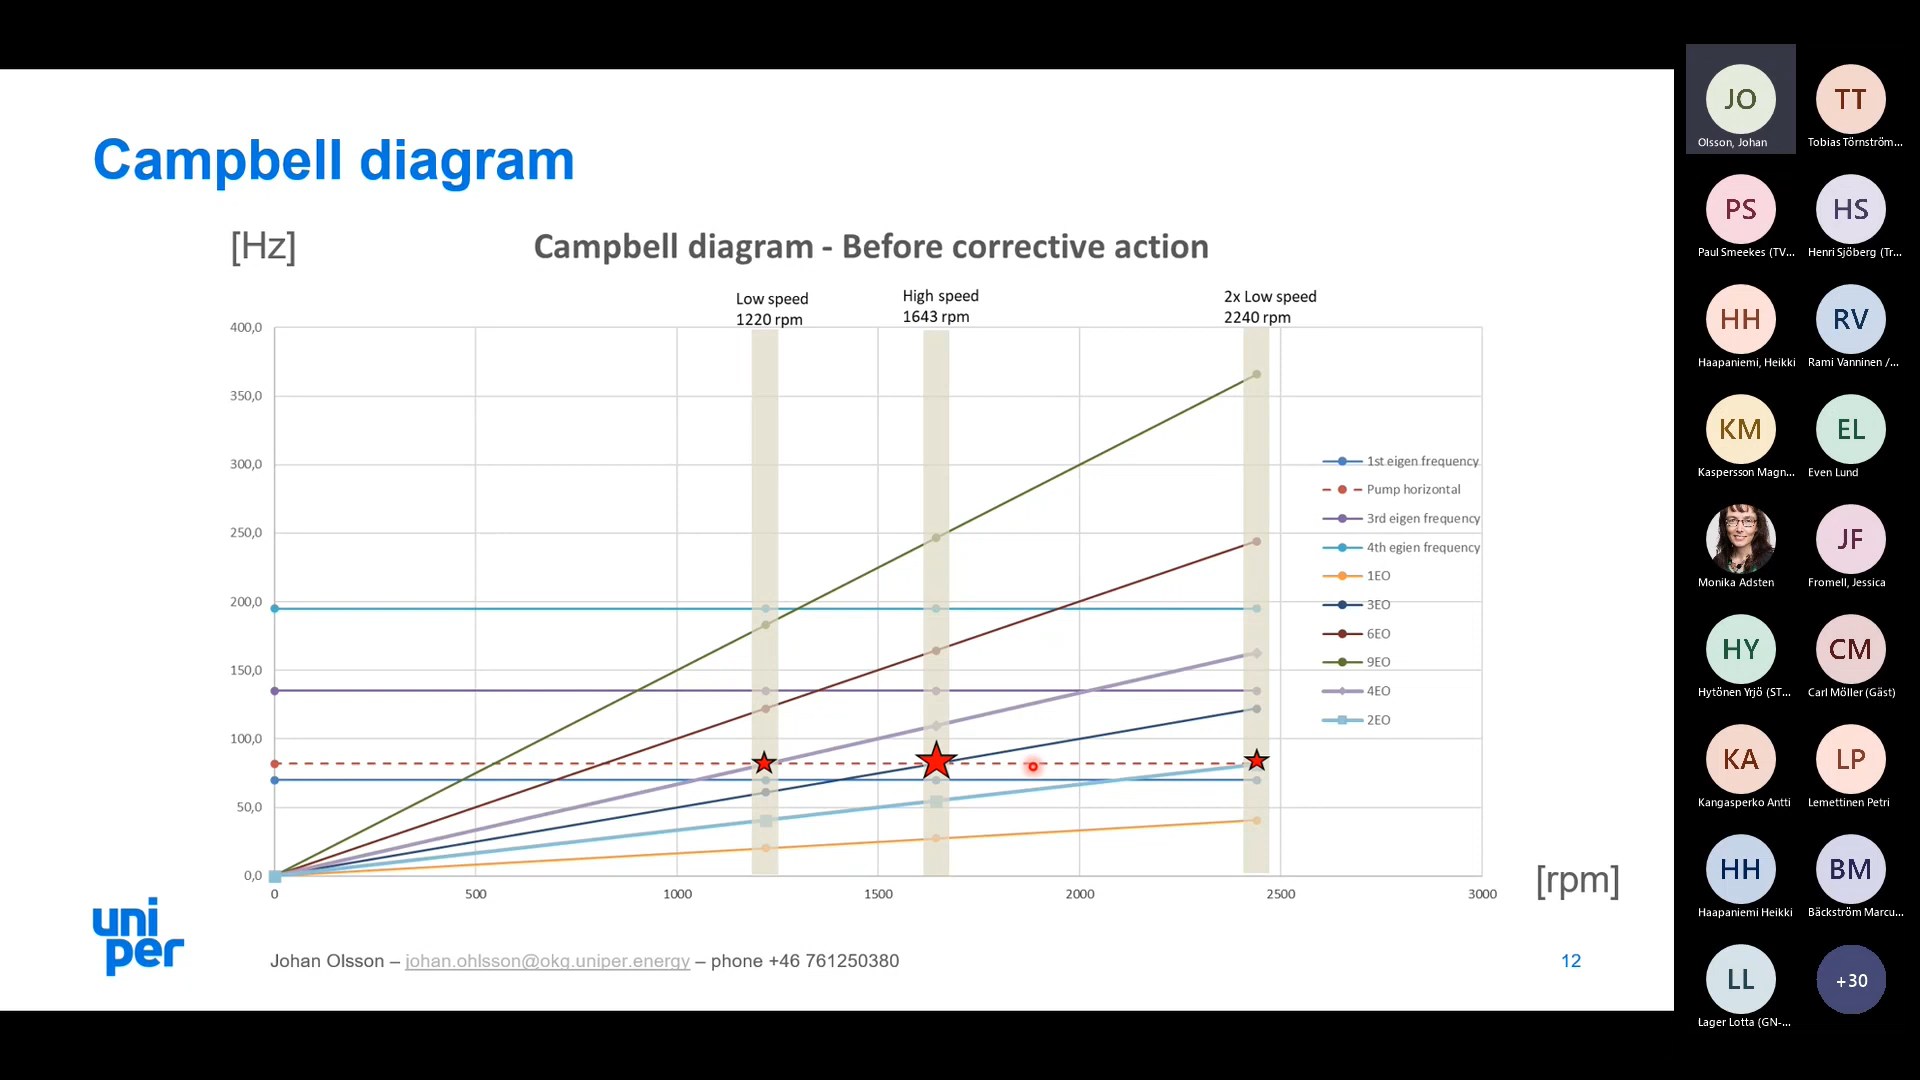 Campbell diagram
[Hz]
Campbell diagram - Before corrective action
Low speed
1220 rpm
High speed
1643 rpm
2x Low speed
2240 rpm
400,0
350,0
300,0
250,0
200,0
150,0
100,0
50,0
0,0
0
500
1000
1500
2000
2500
3000
[rpm]
1st eigen frequency
Pump horizontal
3rd eigen frequency
4th egien frequency
1EO
3EO
6EO
9EO
4EO
2EO
uni
per
Johan Olsson – johan.ohlsson@okg.uniper.energy – phone +46 761250380
12
JO
Olsson, Johan
TT
Tobias Törnström...
PS
Paul Smeekes (TV...
HS
Henri Sjöberg (Tr...
HH
Haapaniemi, Heikki
RV
Rami Vanninen /...
KM
Kaspersson Magn...
EL
Even Lund
Monika Adsten
JF
Fromell, Jessica
HY
Hytönen Yrjö (ST...
CM
Carl Möller (Gäst)
KA
Kangasperko Antti
LP
Lemettinen Petri
HH
Haapaniemi Heikki
BM
Bäckström Marcu...
LL
Lager Lotta (GN-...
+30